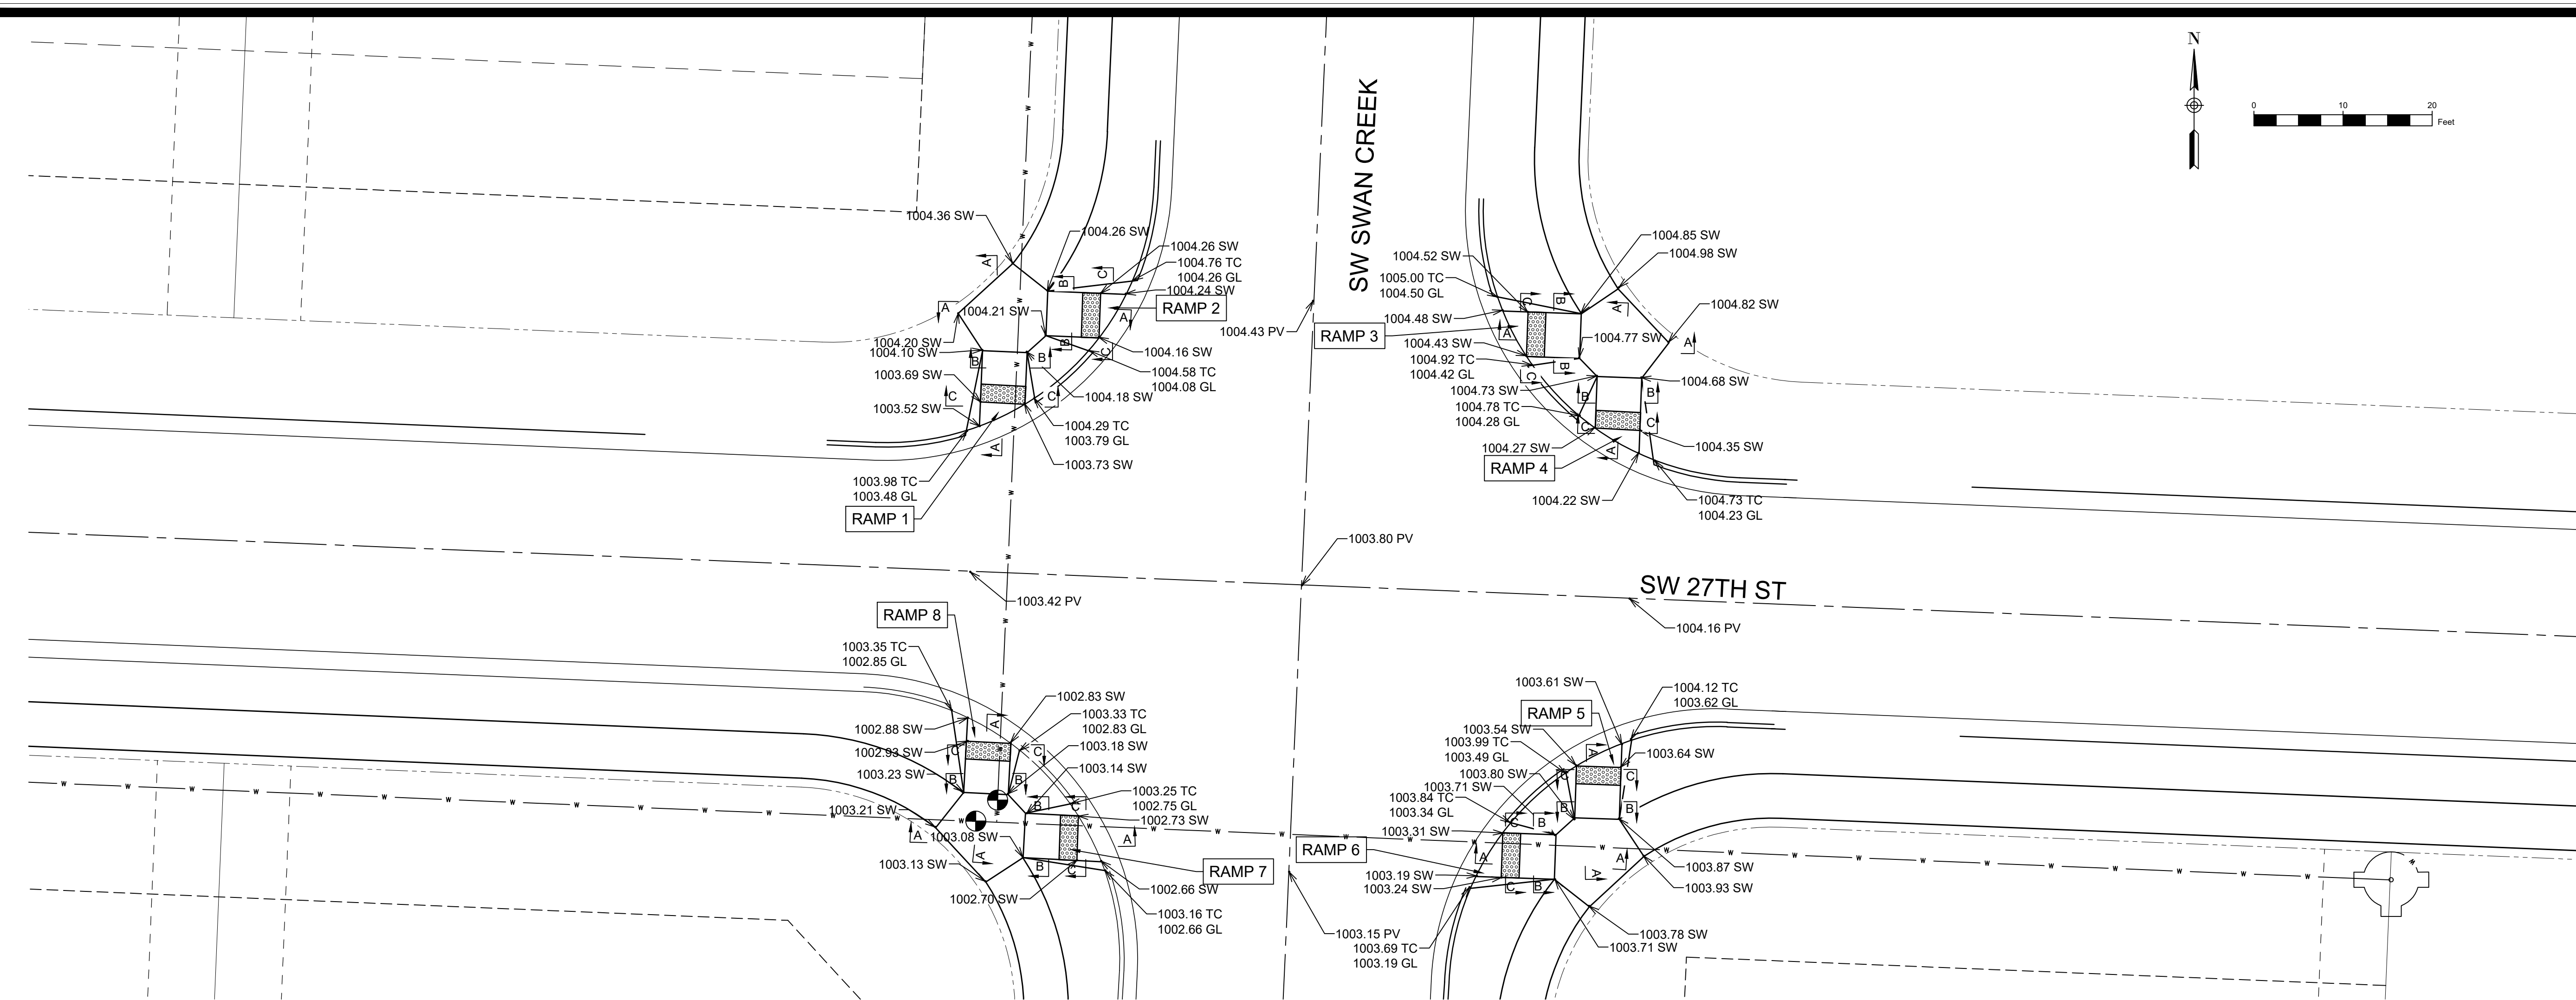 N
0 10 20
Feet
SW SWAN CREEK
1004.36 SW
A
A
1004.26 SW
B
C
1004.26 SW
1004.76 TC
1004.26 GL
1004.24 SW
RAMP 2
1004.21 SW
A
1004.20 SW
1004.10 SW
B
B
B
C
1004.16 SW
1004.58 TC
1004.08 GL
1003.69 SW
C
C
1004.18 SW
1003.52 SW
1004.29 TC
1003.79 GL
A
1003.73 SW
1003.98 TC
1003.48 GL
RAMP 1
1004.43 PV
1004.85 SW
1004.98 SW
1004.52 SW
1005.00 TC
1004.50 GL
C
B
A
1004.82 SW
1004.48 SW
RAMP 3
A
1004.77 SW
A
1004.43 SW
1004.92 TC
1004.42 GL
B
C
1004.68 SW
1004.73 SW
B
B
1004.78 TC
1004.28 GL
C
C
1004.27 SW
A
1004.35 SW
RAMP 4
1004.22 SW
1004.73 TC
1004.23 GL
1003.80 PV
SW 27TH ST
1003.42 PV
1004.16 PV
RAMP 8
1003.35 TC
1002.85 GL
1002.83 SW
1002.88 SW
A
1003.33 TC
1002.83 GL
1002.93 SW
C
C
1003.18 SW
1003.23 SW
B
B
1003.14 SW
1003.25 TC
1002.75 GL
B
C
1002.73 SW
1003.21 SW
A
1003.08 SW
A
1003.13 SW
A
B
C
RAMP 7
1002.66 SW
1002.70 SW
1003.16 TC
1002.66 GL
1003.61 SW
1004.12 TC
1003.62 GL
RAMP 5
1003.54 SW
1003.99 TC
1003.49 GL
A
1003.64 SW
1003.80 SW
C
C
1003.71 SW
1003.84 TC
1003.34 GL
B
B
C
B
1003.31 SW
RAMP 6
A
A
1003.87 SW
1003.19 SW
1003.24 SW
A
C
B
1003.93 SW
1003.15 PV
1003.78 SW
1003.71 SW
1003.69 TC
1003.19 GL